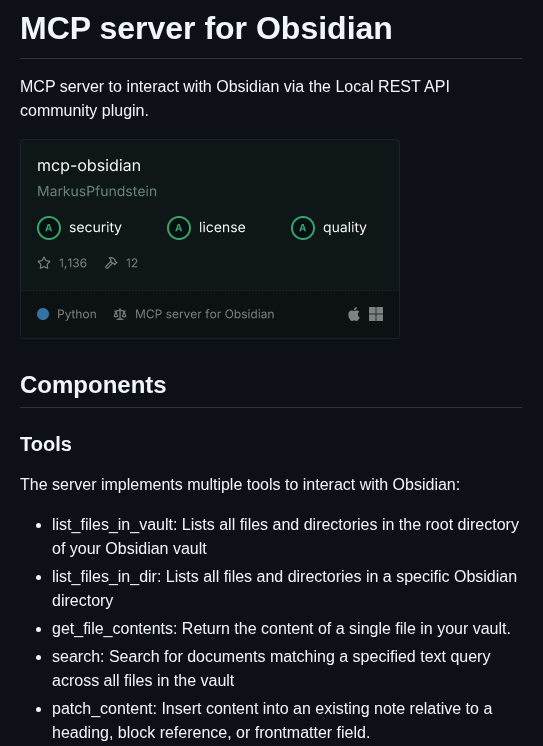 MCP server for Obsidian
MCP server to interact with Obsidian via the Local REST API
community plugin.
mcp-obsidian
MarkusPfundstein
A security A license A quality
1,136 12
Python MCP server for Obsidian
Components
Tools
The server implements multiple tools to interact with Obsidian:
• list_files_in_vault: Lists all files and directories in the root directory
of your Obsidian vault
• list_files_in_dir: Lists all files and directories in a specific Obsidian
directory
• get_file_contents: Return the content of a single file in your vault.
• search: Search for documents matching a specified text query
across all files in the vault
• patch_content: Insert content into an existing note relative to a
heading, block reference, or frontmatter field.